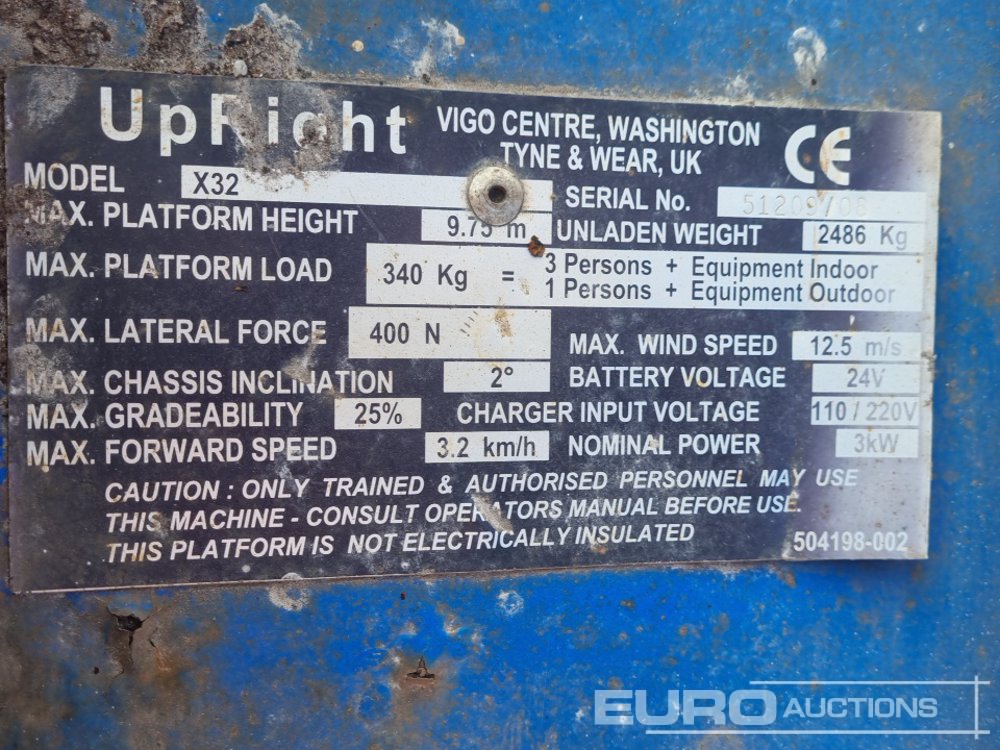 UpRight VIGO CENTRE, WASHINGTON
TYNE & WEAR, UK CE
MODEL X32 SERIAL No. 51209/08
MAX. PLATFORM HEIGHT 9.75 m UNLADEN WEIGHT 2486 Kg
MAX. PLATFORM LOAD 340 Kg = 3 Persons + Equipment Indoor
1 Persons + Equipment Outdoor
MAX. LATERAL FORCE 400 N MAX. WIND SPEED 12.5 m/s
MAX. CHASSIS INCLINATION 2° BATTERY VOLTAGE 24V
MAX. GRADEABILITY 25% CHARGER INPUT VOLTAGE 110 / 220V
MAX. FORWARD SPEED 3.2 km/h NOMINAL POWER 3kW
CAUTION : ONLY TRAINED & AUTHORISED PERSONNEL MAY USE
THIS MACHINE - CONSULT OPERATORS MANUAL BEFORE USE.
THIS PLATFORM IS NOT ELECTRICALLY INSULATED 504198-002
EURO AUCTIONS